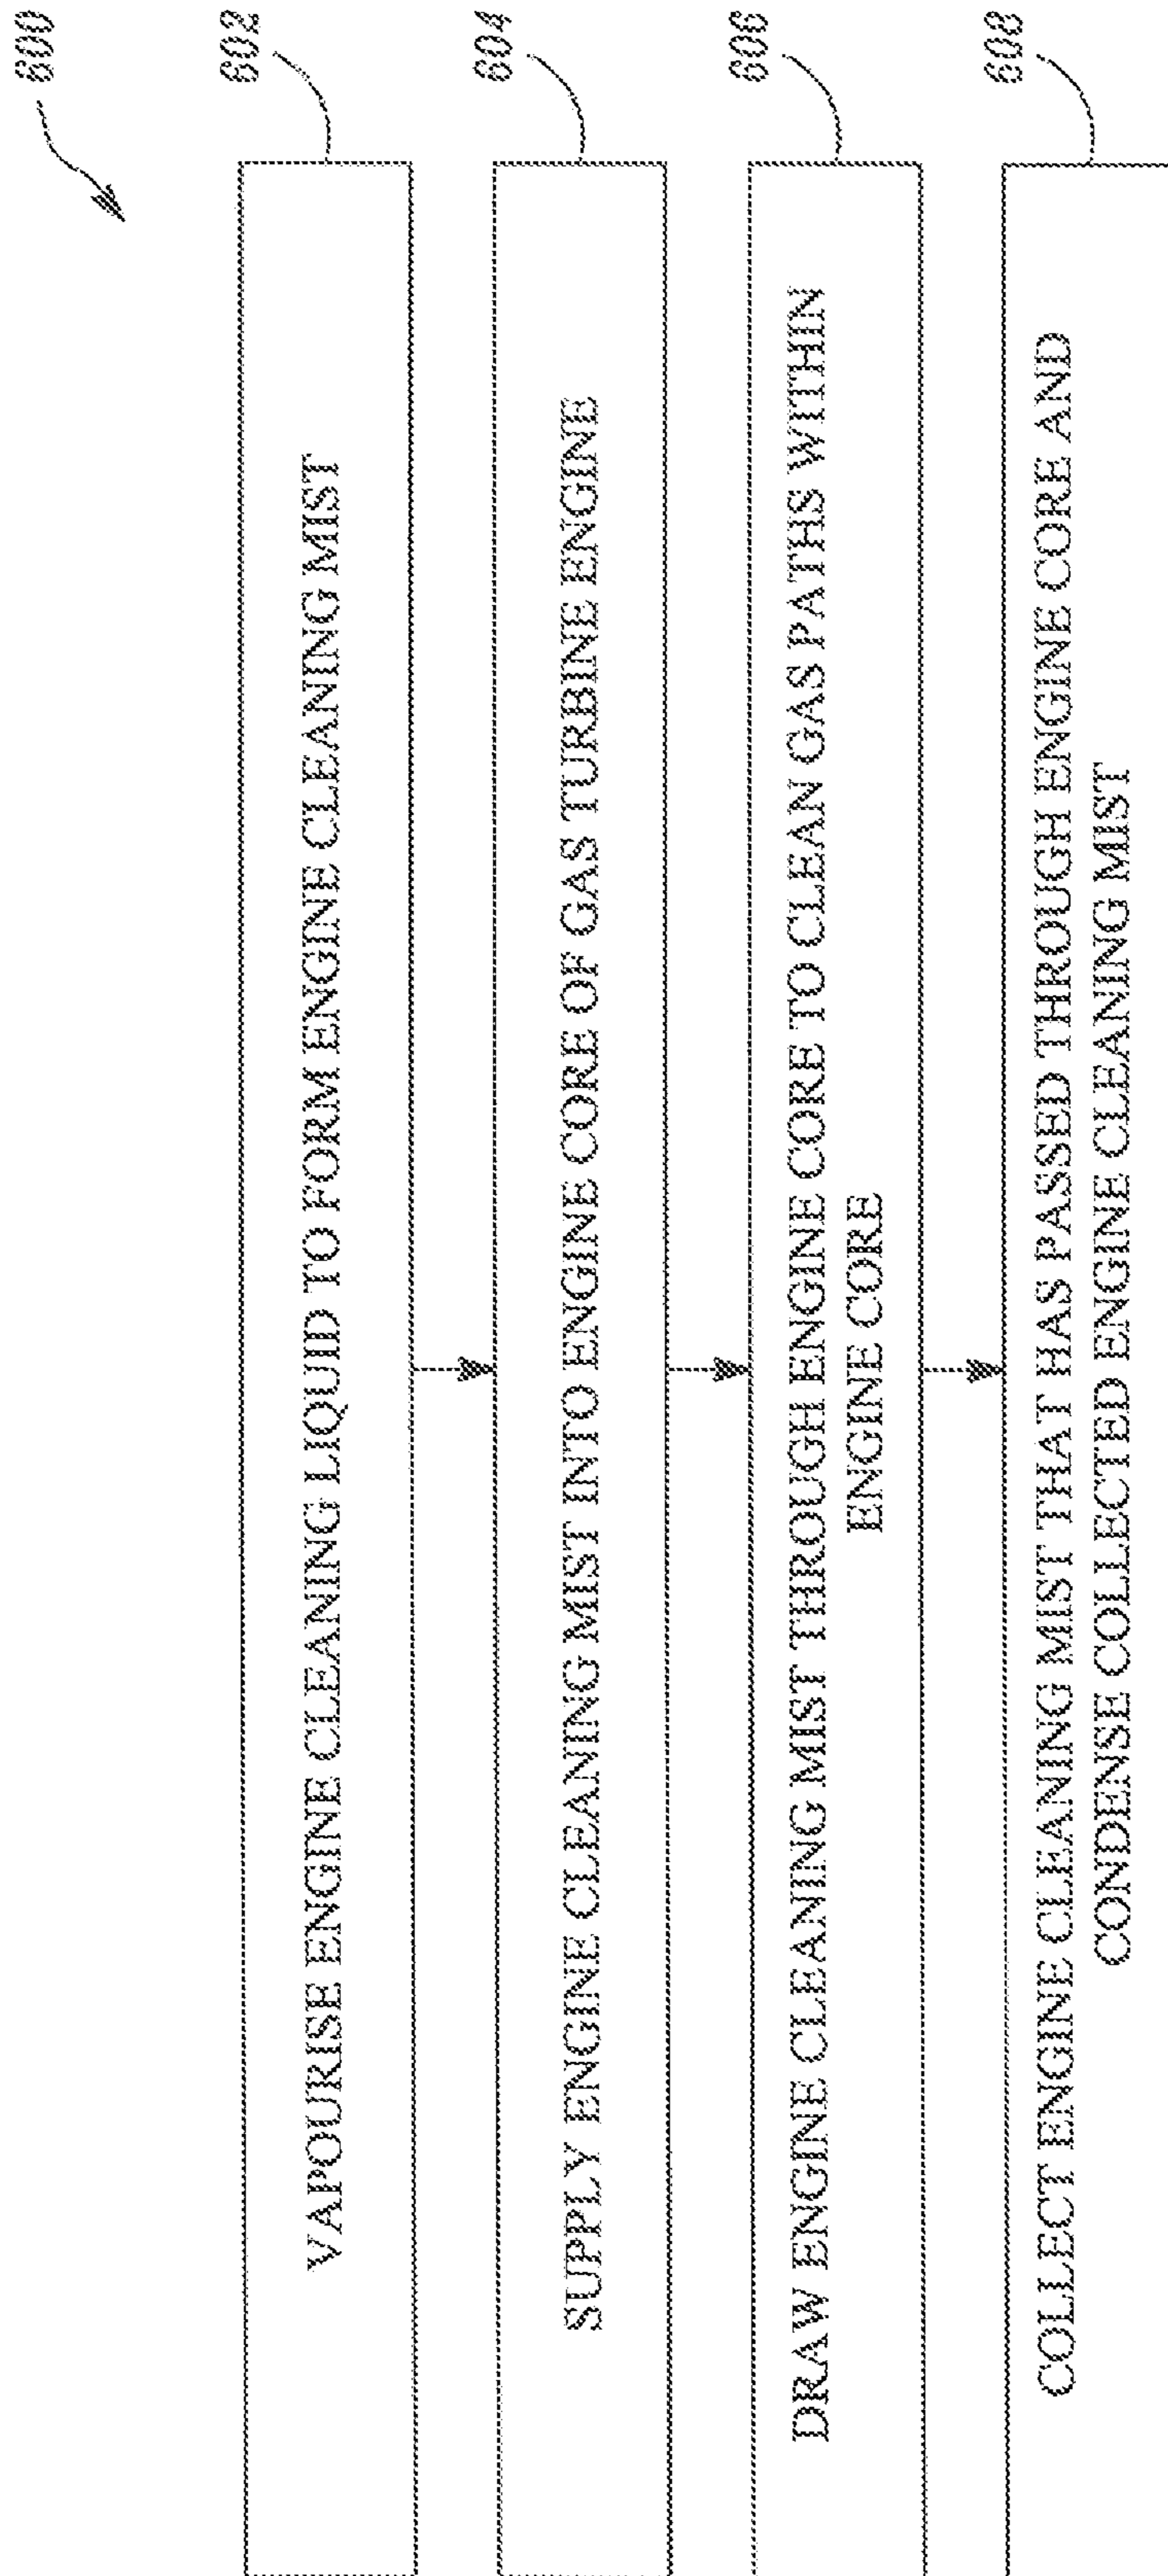 600
602
VAPOURISE ENGINE CLEANING LIQUID TO FORM ENGINE CLEANING MIST
604
SUPPLY ENGINE CLEANING MIST INTO ENGINE CORE OF GAS TURBINE ENGINE
606
DRAW ENGINE CLEANING MIST THROUGH ENGINE CORE TO CLEAN GAS PATHS WITHIN
ENGINE CORE
608
COLLECT ENGINE CLEANING MIST THAT HAS PASSED THROUGH ENGINE CORE AND
CONDENSE COLLECTED ENGINE CLEANING MIST